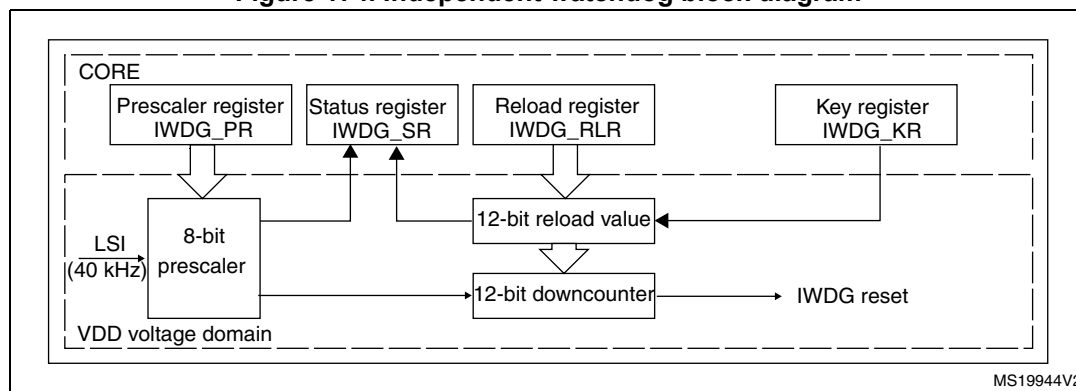 CORE
Prescaler register
IWDG_PR
Status register
IWDG_SR
Reload register
IWDG_RLR
Key register
IWDG_KR
LSI
(40 kHz)
8-bit
prescaler
12-bit reload value
12-bit downcounter
IWDG reset
VDD voltage domain
MS19944V2